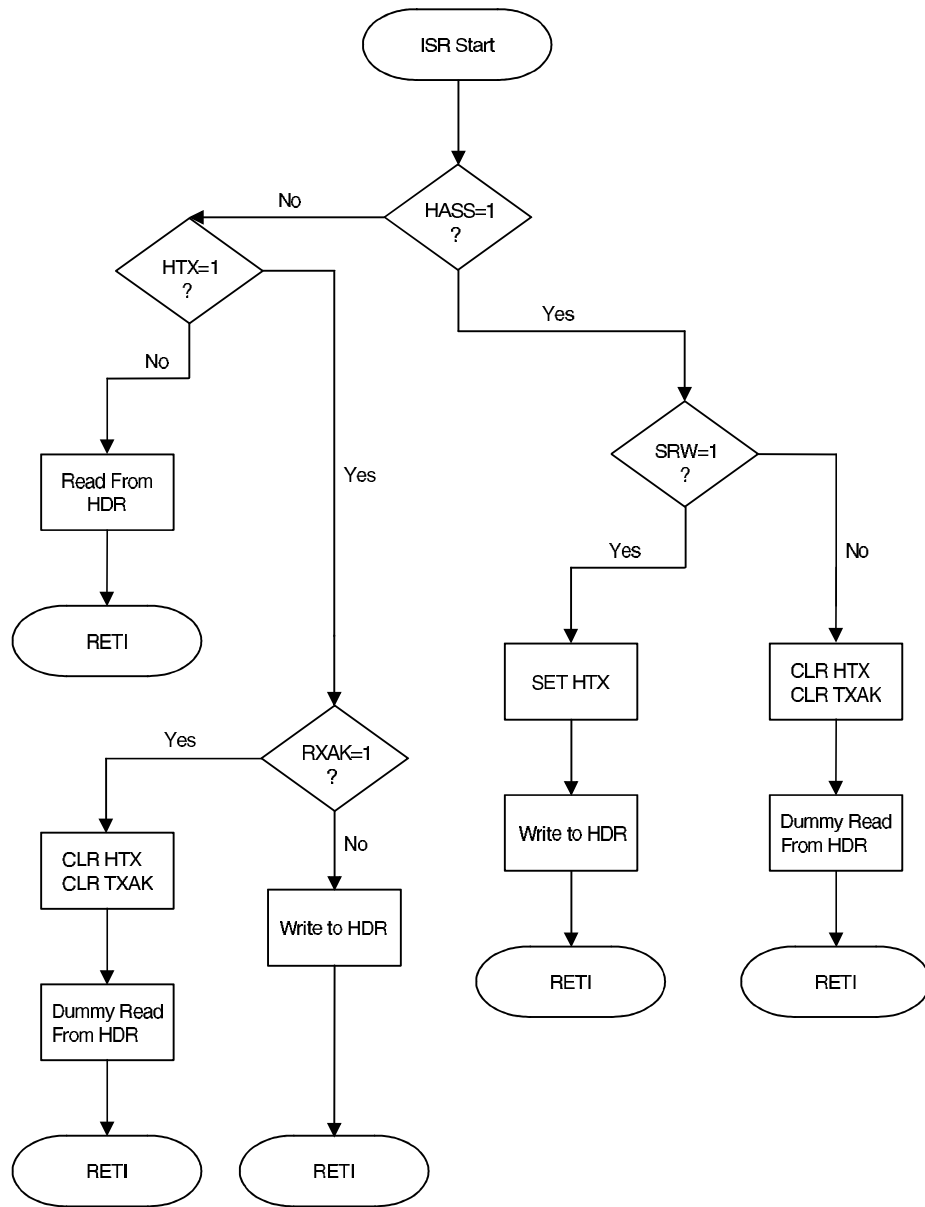 ISR Start
HASS=1
?
No
Yes
HTX=1
?
No
Yes
Read From
HDR
RETI
SRW=1
?
Yes
No
SET HTX
CLR HTX
CLR TXAK
Write to HDR
Dummy Read
From HDR
RETI
RETI
RXAK=1
?
Yes
No
CLR HTX
CLR TXAK
Write to HDR
Dummy Read
From HDR
RETI
RETI